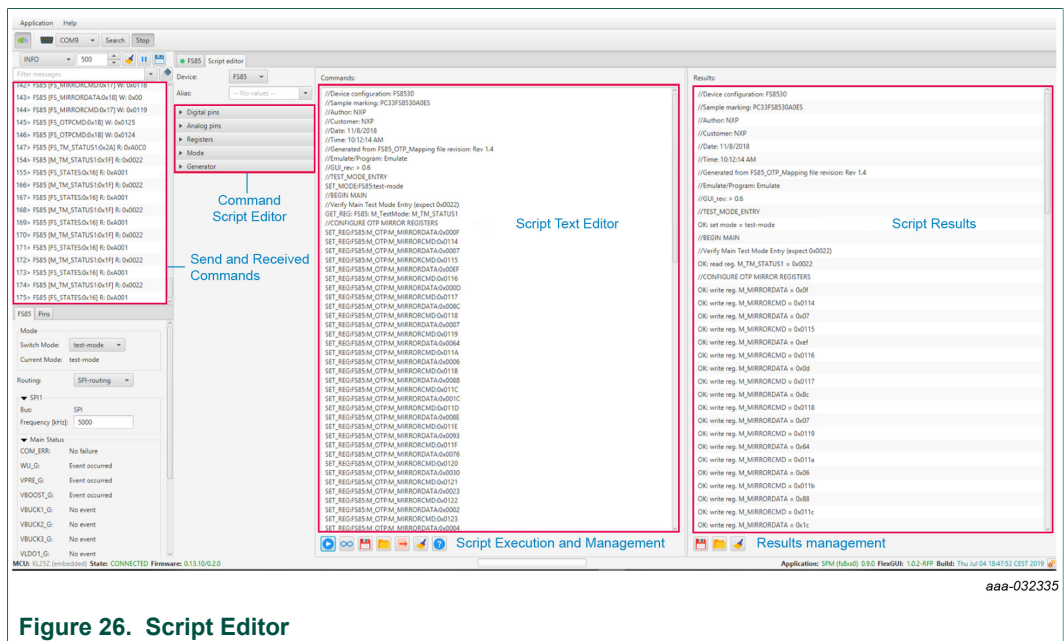 Application Help
COM9 Search Stop
INFO 500
Filter messages
142> FS85 [FS_MIRRORCMD:0x17] W: 0x0118
143> FS85 [FS_MIRRORDATA:0x18] W: 0x00
144> FS85 [FS_MIRRORCMD:0x17] W: 0x0119
145> FS85 [FS_OTPCMD:0x1B] W: 0x0125
146> FS85 [FS_OTPCMD:0x1B] W: 0x0124
147> FS85 [FS_TM_STATUS1:0x2A] R: 0xA0C0
154> FS85 [M_TM_STATUS1:0x1F] R: 0x0022
155> FS85 [FS_STATES:0x16] R: 0xA001
166> FS85 [M_TM_STATUS1:0x1F] R: 0x0022
167> FS85 [FS_STATES:0x16] R: 0xA001
168> FS85 [M_TM_STATUS1:0x1F] R: 0x0022
169> FS85 [FS_STATES:0x16] R: 0xA001
170> FS85 [M_TM_STATUS1:0x1F] R: 0x0022
171> FS85 [FS_STATES:0x16] R: 0xA001
172> FS85 [M_TM_STATUS1:0x1F] R: 0x0022
173> FS85 [FS_STATES:0x16] R: 0xA001
174> FS85 [M_TM_STATUS1:0x1F] R: 0x0022
175> FS85 [FS_STATES:0x16] R: 0xA001
FS85 Pins
Mode
Switch Mode: test-mode
Current Mode: test-mode
Routing: SPI-routing
SPI1
Bus: SPI
Frequency [kHz]: 5000
Main Status
COM_ERR: No failure
WU_G: Event occurred
VPRE_G: Event occurred
VBOOST_G: Event occurred
VBUCK1_G: No event
VBUCK2_G: No event
VBUCK3_G: No event
VLDO1_G: No event
FS85 Script editor
Device: FS85
Alias: -- No values --
Digital pins
Analog pins
Registers
Mode
Generator
Command
Script Editor
Send and Received
Commands
Commands:
//Device configuration: FS8530
//Sample marking: PC33FS8530A0ES
//Author: NXP
//Customer: NXP
//Date: 11/8/2018
//Time: 10:12:14 AM
//Generated from FS85_OTP_Mapping file revision: Rev 1.4
//Emulate/Program: Emulate
//GUI_rev: > 0.6
//TEST_MODE_ENTRY
SET_MODE:FS85:test-mode
//BEGIN MAIN
//Verify Main Test Mode Entry (expect 0x0022)
GET_REG: FS85: M_TestMode: M_TM_STATUS1
//CONFIGURE OTP MIRROR REGISTERS
SET_REG:FS85:M_OTP:M_MIRRORDATA:0x000F
SET_REG:FS85:M_OTP:M_MIRRORCMD:0x0114
SET_REG:FS85:M_OTP:M_MIRRORDATA:0x0007
SET_REG:FS85:M_OTP:M_MIRRORCMD:0x0115
SET_REG:FS85:M_OTP:M_MIRRORDATA:0x00EF
SET_REG:FS85:M_OTP:M_MIRRORCMD:0x0116
SET_REG:FS85:M_OTP:M_MIRRORDATA:0x000D
SET_REG:FS85:M_OTP:M_MIRRORCMD:0x0117
SET_REG:FS85:M_OTP:M_MIRRORDATA:0x008C
SET_REG:FS85:M_OTP:M_MIRRORCMD:0x0118
SET_REG:FS85:M_OTP:M_MIRRORDATA:0x0007
SET_REG:FS85:M_OTP:M_MIRRORCMD:0x0119
SET_REG:FS85:M_OTP:M_MIRRORDATA:0x0064
SET_REG:FS85:M_OTP:M_MIRRORCMD:0x011A
SET_REG:FS85:M_OTP:M_MIRRORDATA:0x0006
SET_REG:FS85:M_OTP:M_MIRRORCMD:0x011B
SET_REG:FS85:M_OTP:M_MIRRORDATA:0x0088
SET_REG:FS85:M_OTP:M_MIRRORCMD:0x011C
SET_REG:FS85:M_OTP:M_MIRRORDATA:0x001C
SET_REG:FS85:M_OTP:M_MIRRORCMD:0x011D
SET_REG:FS85:M_OTP:M_MIRRORDATA:0x008E
SET_REG:FS85:M_OTP:M_MIRRORCMD:0x011E
SET_REG:FS85:M_OTP:M_MIRRORDATA:0x0093
SET_REG:FS85:M_OTP:M_MIRRORCMD:0x011F
SET_REG:FS85:M_OTP:M_MIRRORDATA:0x0076
SET_REG:FS85:M_OTP:M_MIRRORCMD:0x0120
SET_REG:FS85:M_OTP:M_MIRRORDATA:0x0030
SET_REG:FS85:M_OTP:M_MIRRORCMD:0x0121
SET_REG:FS85:M_OTP:M_MIRRORDATA:0x0023
SET_REG:FS85:M_OTP:M_MIRRORCMD:0x0122
SET_REG:FS85:M_OTP:M_MIRRORDATA:0x0002
SET_REG:FS85:M_OTP:M_MIRRORCMD:0x0123
SET_REG:FS85:M_OTP:M_MIRRORDATA:0x0004
Script Text Editor
Script Execution and Management
Results:
//Device configuration: FS8530
//Sample marking: PC33FS8530A0ES
//Author: NXP
//Customer: NXP
//Date: 11/8/2018
//Time: 10:12:14 AM
//Generated from FS85_OTP_Mapping file revision: Rev 1.4
//Emulate/Program: Emulate
//GUI_rev: > 0.6
//TEST_MODE_ENTRY
OK: set mode = test-mode
//BEGIN MAIN
//Verify Main Test Mode Entry (expect 0x0022)
OK: read reg. M_TM_STATUS1 = 0x0022
//CONFIGURE OTP MIRROR REGISTERS
OK: write reg. M_MIRRORDATA = 0x0f
OK: write reg. M_MIRRORCMD = 0x0114
OK: write reg. M_MIRRORDATA = 0x07
OK: write reg. M_MIRRORCMD = 0x0115
OK: write reg. M_MIRRORDATA = 0xef
OK: write reg. M_MIRRORCMD = 0x0116
OK: write reg. M_MIRRORDATA = 0x0d
OK: write reg. M_MIRRORCMD = 0x0117
OK: write reg. M_MIRRORDATA = 0x8c
OK: write reg. M_MIRRORCMD = 0x0118
OK: write reg. M_MIRRORDATA = 0x07
OK: write reg. M_MIRRORCMD = 0x0119
OK: write reg. M_MIRRORDATA = 0x64
OK: write reg. M_MIRRORCMD = 0x011a
OK: write reg. M_MIRRORDATA = 0x06
OK: write reg. M_MIRRORCMD = 0x011b
OK: write reg. M_MIRRORDATA = 0x88
OK: write reg. M_MIRRORCMD = 0x011c
OK: write reg. M_MIRRORDATA = 0x1c
Script Results
Results management
MCU: KL25Z (embedded) State: CONNECTED Firmware: 0.13.10/0.2.0
Application: SPM (fs8xx0) 0.9.0 FlexGUI: 1.0.2-RFP Build: Thu Jul 04 18:47:52 CEST 2019
aaa-032335
Figure 26. Script Editor